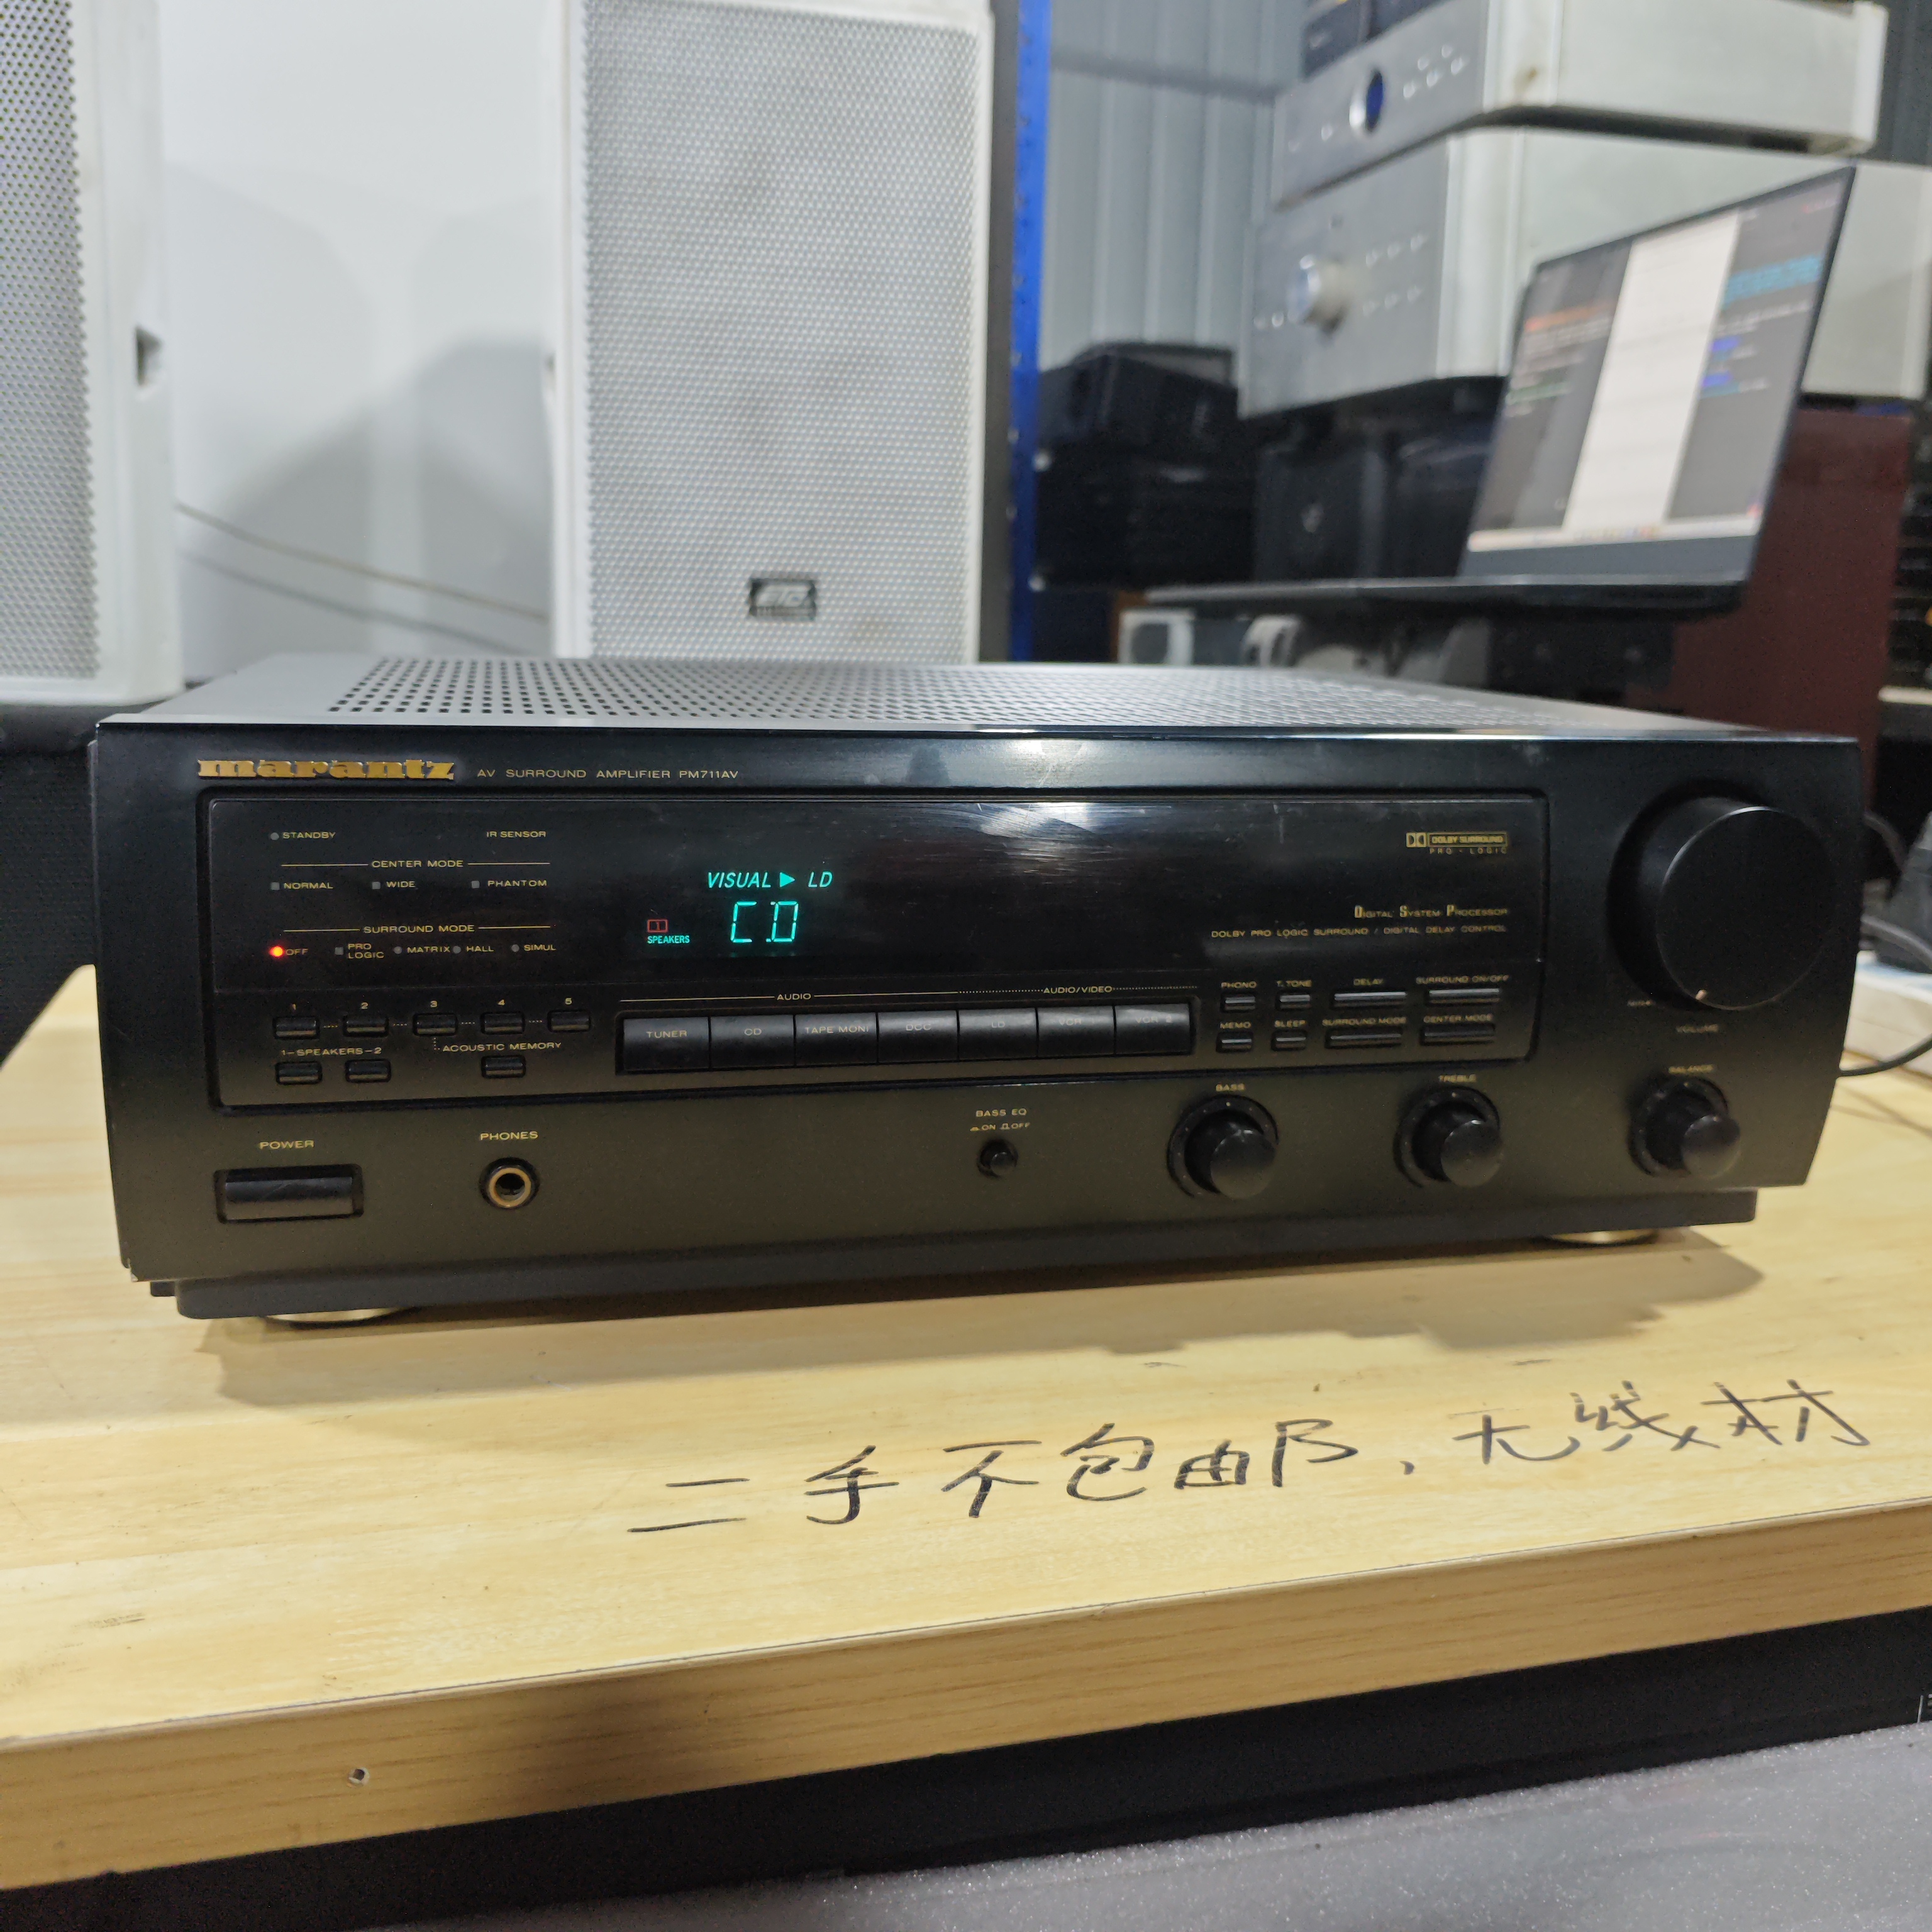 marantz AV SURROUND AMPLIFIER PM711AV
STANDBY IR SENSOR
CENTER MODE
NORMAL WIDE PHANTOM
SURROUND MODE
OFF PRO LOGIC MATRIX HALL SIMUL
VISUAL ▶ LD
CD
1
SPEAKERS
DOLBY SURROUND
PRO · LOGIC
DIGITAL SYSTEM PROCESSOR
DOLBY PRO LOGIC SURROUND / DIGITAL DELAY CONTROL
1 2 3 4 5
1-SPEAKERS-2 ACOUSTIC MEMORY
AUDIO AUDIO/VIDEO
TUNER CD TAPE MONI DCC LD VCR 1 VCR 2
PHONO T.TONE DELAY SURROUND ON/OFF
MEMO SLEEP SURROUND MODE CENTER MODE
VOLUME
POWER PHONES
BASS EQ
ON OFF
BASS TREBLE BALANCE
二手不包邮,无线材